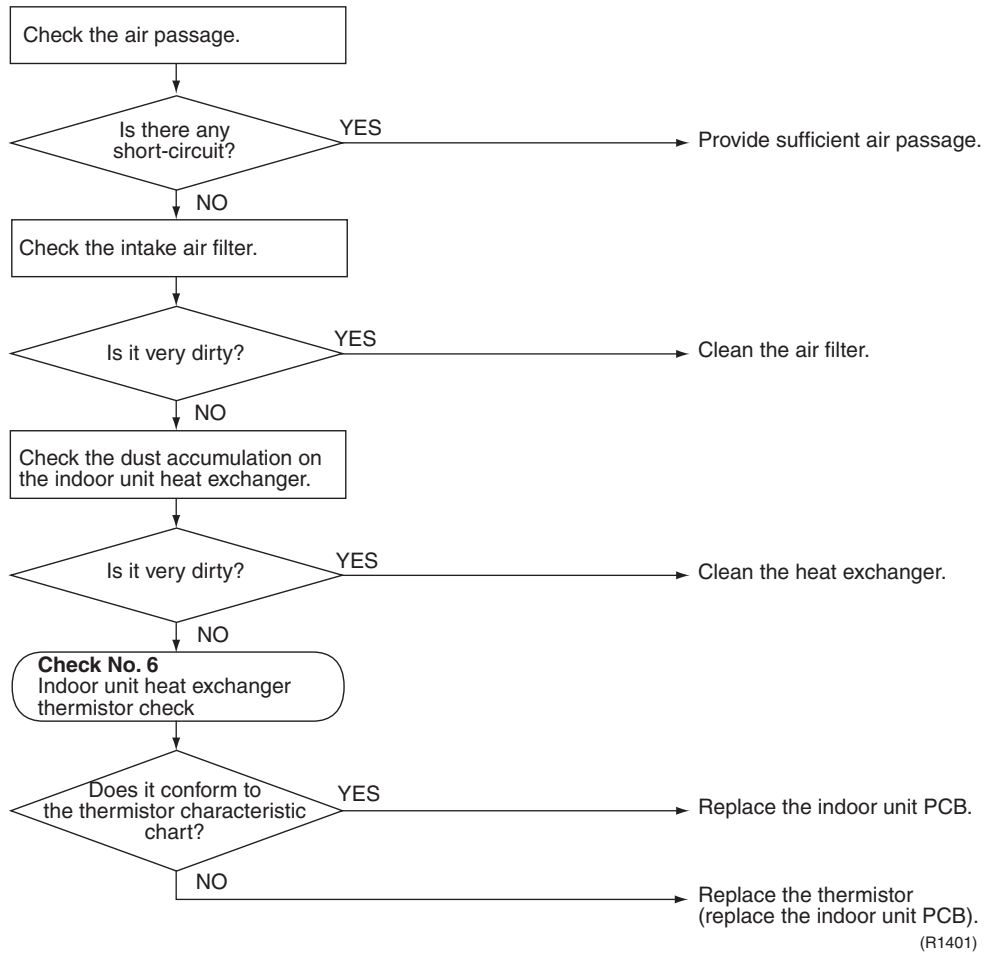 Check the air passage.
Is there any
short-circuit?
YES
Provide sufficient air passage.
NO
Check the intake air filter.
Is it very dirty?
YES
Clean the air filter.
NO
Check the dust accumulation on
the indoor unit heat exchanger.
Is it very dirty?
YES
Clean the heat exchanger.
NO
Check No. 6
Indoor unit heat exchanger
thermistor check
Does it conform to
the thermistor characteristic
chart?
YES
Replace the indoor unit PCB.
NO
Replace the thermistor
(replace the indoor unit PCB).
(R1401)